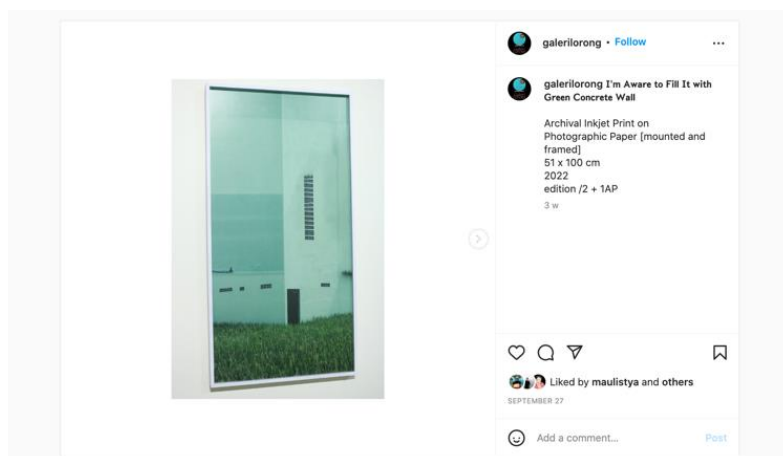 galerilorong • Follow
galerilorong I'm Aware to Fill It with
Green Concrete Wall
Archival Inkjet Print on
Photographic Paper [mounted and
framed]
51 x 100 cm
2022
edition /2 + 1AP
3 w
Liked by maulistya and others
SEPTEMBER 27
Add a comment...
Post